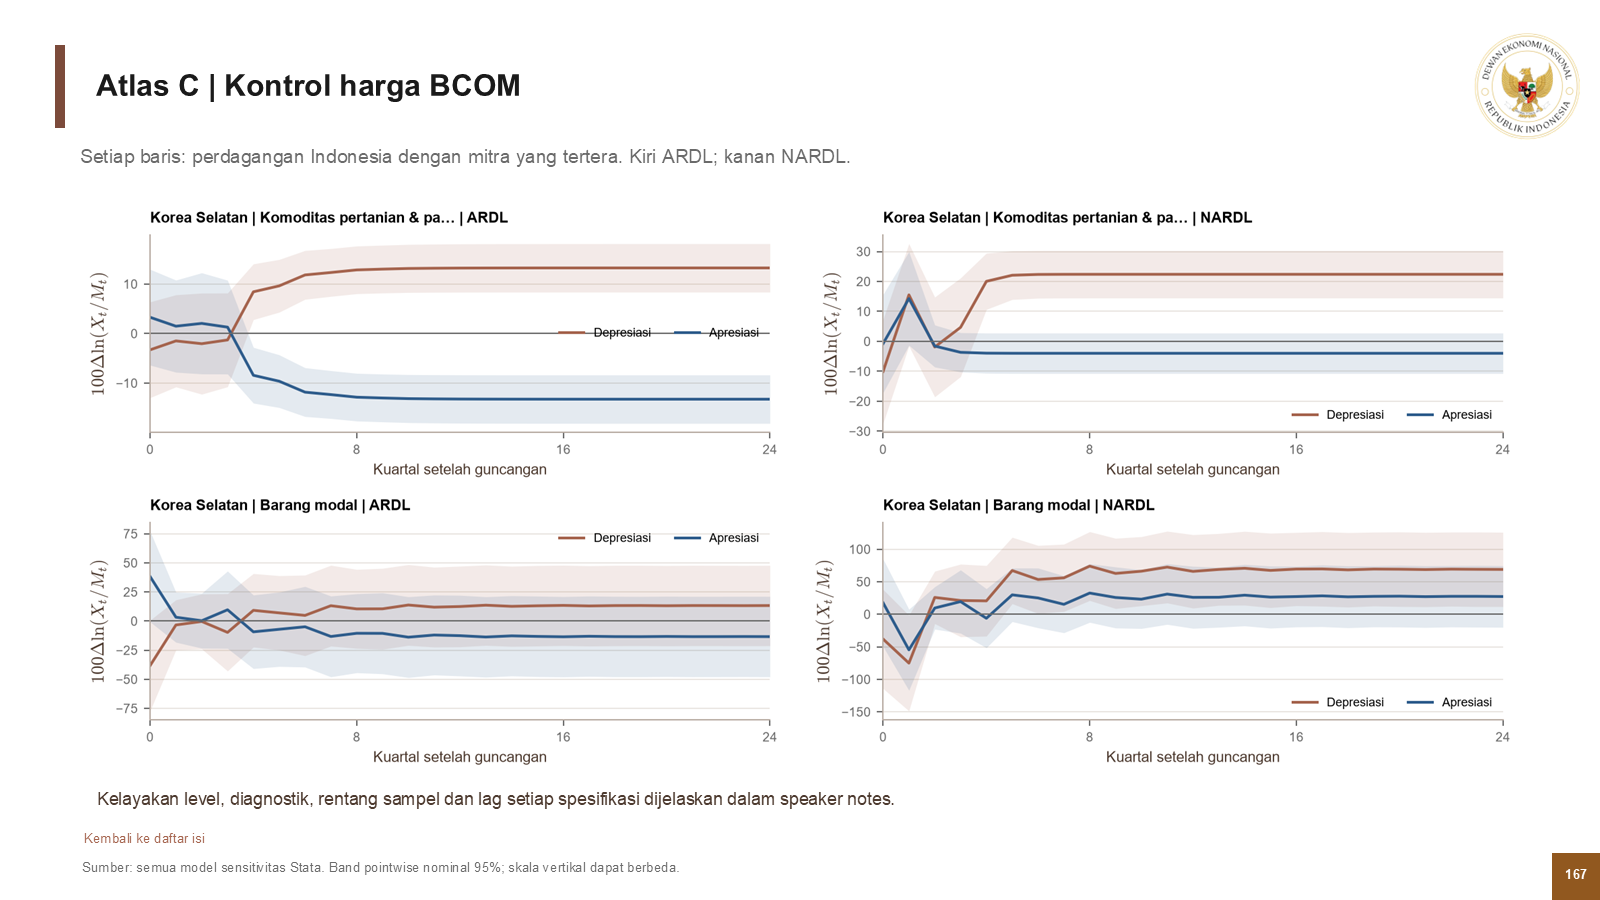 Atlas C | Kontrol harga BCOM
DEWAN EKONOMI NASIONAL
REPUBLIK INDONESIA
Setiap baris: perdagangan Indonesia dengan mitra yang tertera. Kiri ARDL; kanan NARDL.
Korea Selatan | Komoditas pertanian & pa… | ARDL
100Δln(Xₜ/Mₜ)
10
0
−10
Depresiasi
Apresiasi
0
8
16
24
Kuartal setelah guncangan
Korea Selatan | Komoditas pertanian & pa… | NARDL
100Δln(Xₜ/Mₜ)
30
20
10
0
−10
−20
−30
Depresiasi
Apresiasi
0
8
16
24
Kuartal setelah guncangan
Korea Selatan | Barang modal | ARDL
100Δln(Xₜ/Mₜ)
75
50
25
0
−25
−50
−75
Depresiasi
Apresiasi
0
8
16
24
Kuartal setelah guncangan
Korea Selatan | Barang modal | NARDL
100Δln(Xₜ/Mₜ)
100
50
0
−50
−100
−150
Depresiasi
Apresiasi
0
8
16
24
Kuartal setelah guncangan
Kelayakan level, diagnostik, rentang sampel dan lag setiap spesifikasi dijelaskan dalam speaker notes.
Kembali ke daftar isi
Sumber: semua model sensitivitas Stata. Band pointwise nominal 95%; skala vertikal dapat berbeda.
167